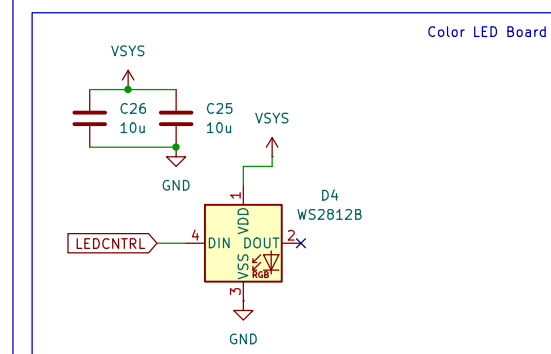 Color LED Board
VSYS
C26
10u
C25
10u
GND
VSYS
D4
WS2812B
1
VDD
LEDCNTRL
4
DIN
DOUT
2
VSS
RGB
3
GND